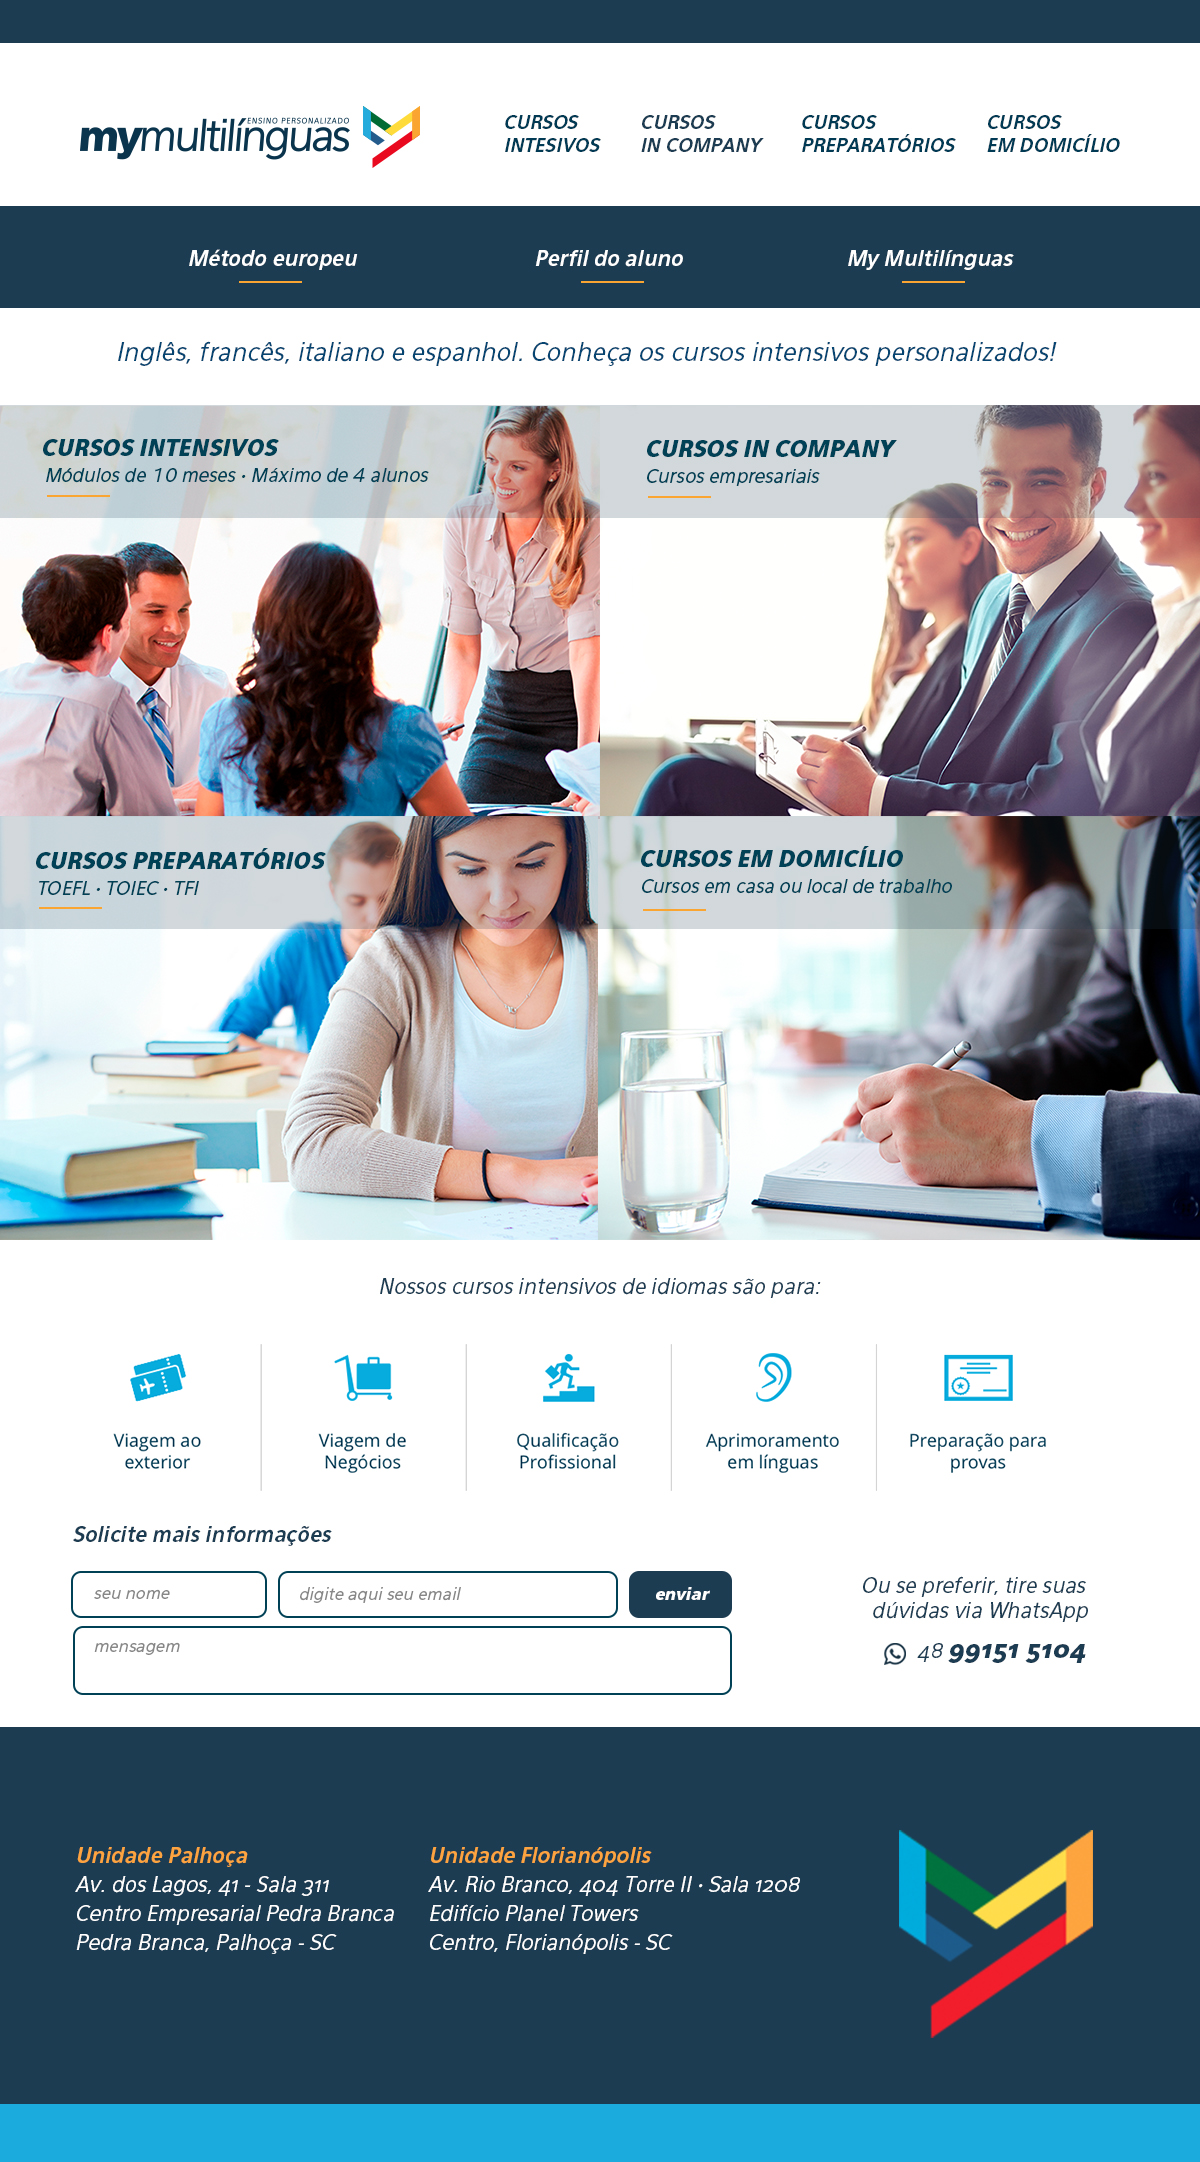 ENSINO PERSONALIZADO
mymultilínguas
CURSOS
INTESIVOS
CURSOS
IN COMPANY
CURSOS
PREPARATÓRIOS
CURSOS
EM DOMICÍLIO
Método europeu
Perfil do aluno
My Multilínguas
Inglês, francês, italiano e espanhol. Conheça os cursos intensivos personalizados!
CURSOS INTENSIVOS
Módulos de 10 meses · Máximo de 4 alunos
CURSOS IN COMPANY
Cursos empresariais
CURSOS PREPARATÓRIOS
TOEFL · TOIEC · TFI
CURSOS EM DOMICÍLIO
Cursos em casa ou local de trabalho
Nossos cursos intensivos de idiomas são para:
Viagem ao
exterior
Viagem de
Negócios
Qualificação
Profissional
Aprimoramento
em línguas
Preparação para
provas
Solicite mais informações
seu nome
digite aqui seu email
enviar
mensagem
Ou se preferir, tire suas
dúvidas via WhatsApp
48 99151 5104
Unidade Palhoça
Av. dos Lagos, 41 - Sala 311
Centro Empresarial Pedra Branca
Pedra Branca, Palhoça - SC
Unidade Florianópolis
Av. Rio Branco, 404 Torre II · Sala 1208
Edifício Planel Towers
Centro, Florianópolis - SC